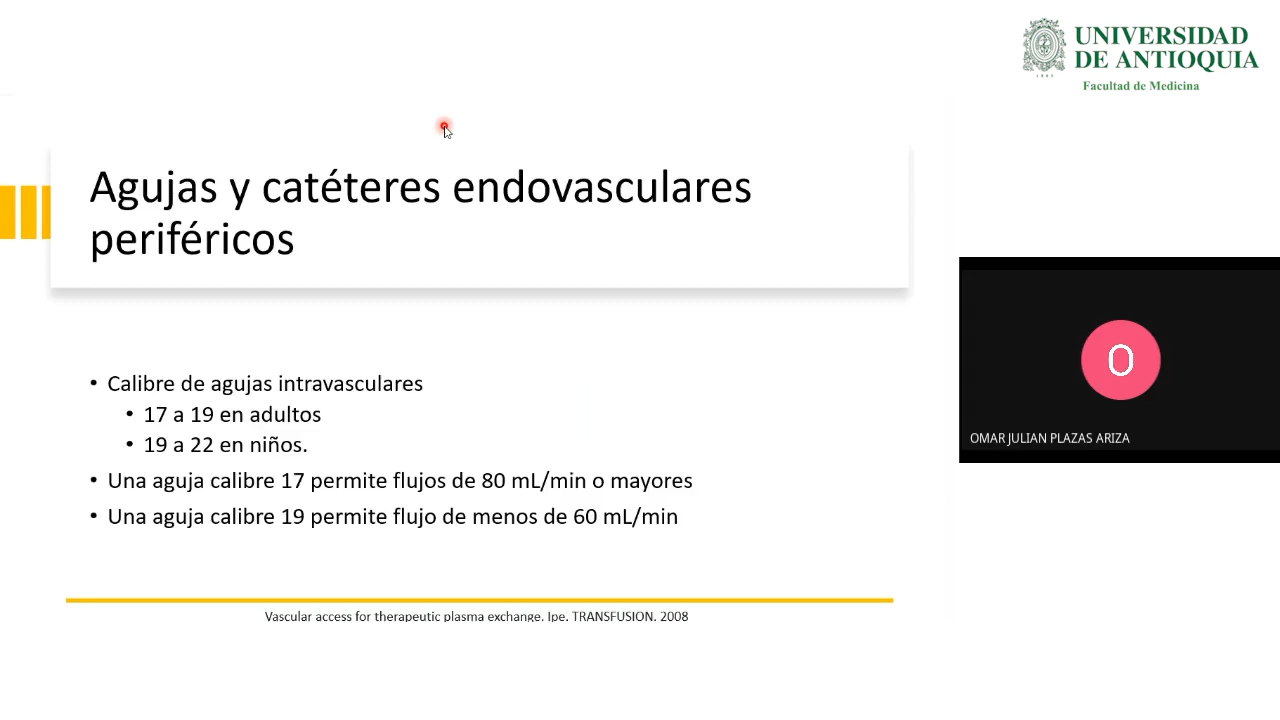 UNIVERSIDAD
DE ANTIOQUIA
1803
Facultad de Medicina
Agujas y catéteres endovasculares
periféricos
• Calibre de agujas intravasculares
• 17 a 19 en adultos
• 19 a 22 en niños.
• Una aguja calibre 17 permite flujos de 80 mL/min o mayores
• Una aguja calibre 19 permite flujo de menos de 60 mL/min
Vascular access for therapeutic plasma exchange. Ipe. TRANSFUSION. 2008
O
OMAR JULIAN PLAZAS ARIZA